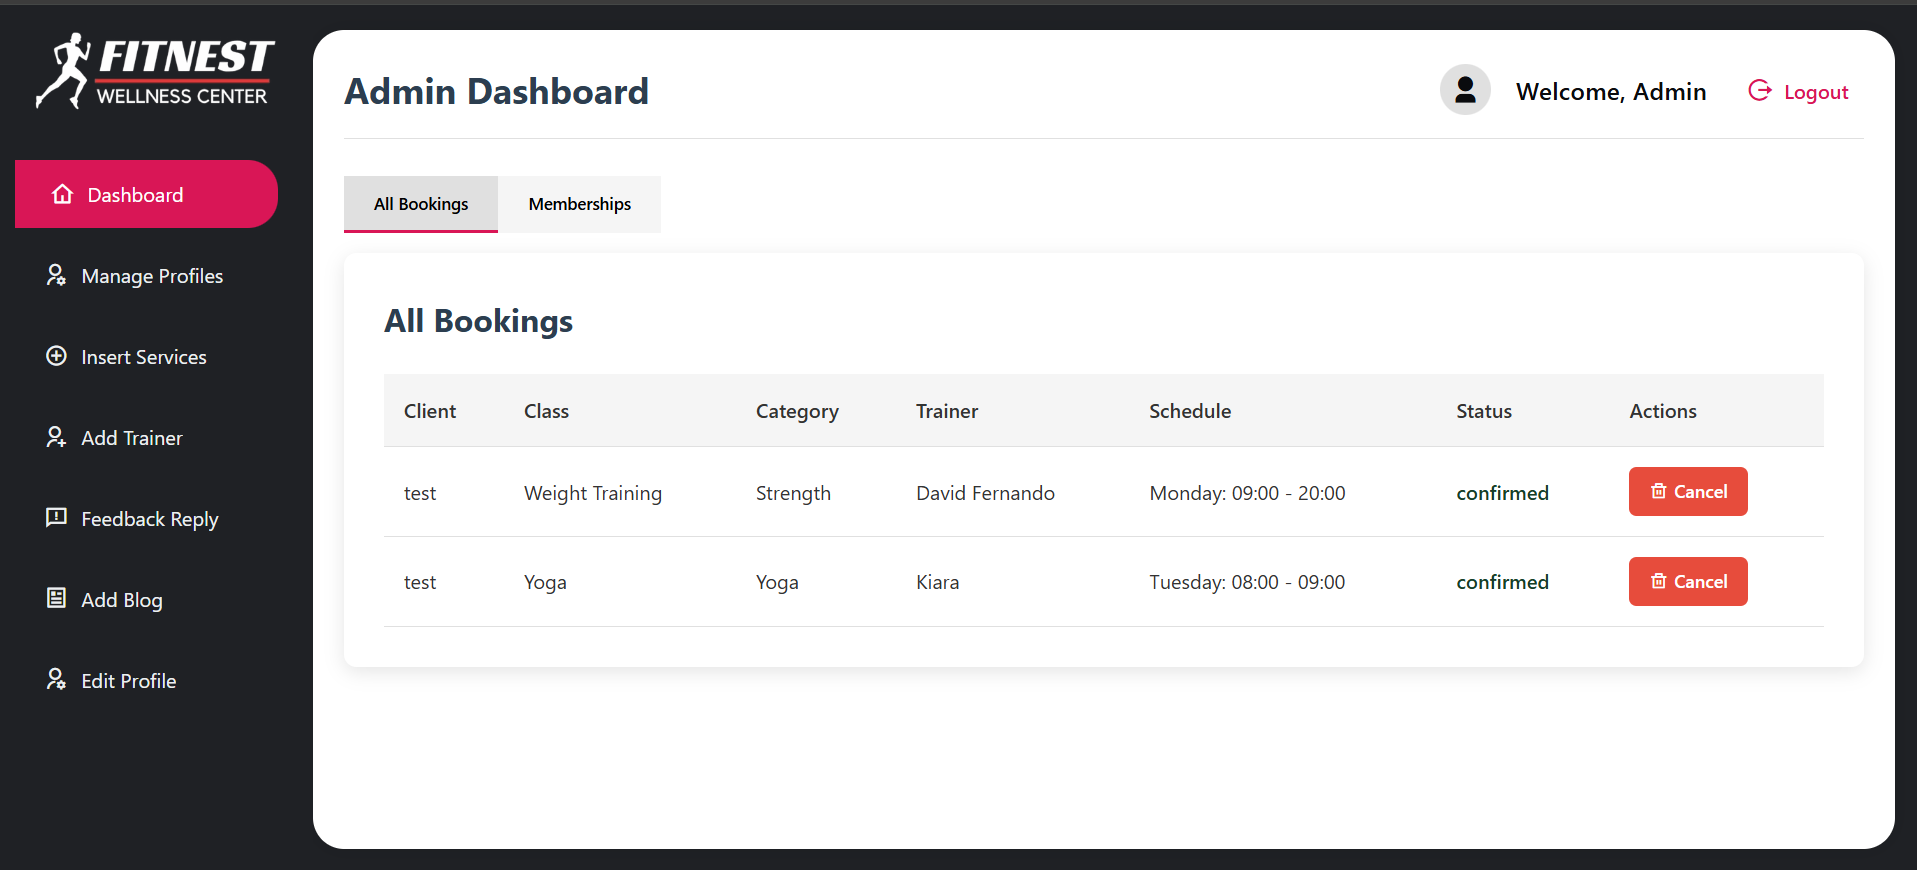 FITNEST
WELLNESS CENTER
Dashboard
Manage Profiles
Insert Services
Add Trainer
Feedback Reply
Add Blog
Edit Profile
Admin Dashboard
Welcome, Admin
Logout
All Bookings
Memberships
All Bookings
Client Class Category Trainer Schedule Status Actions
test Weight Training Strength David Fernando Monday: 09:00 - 20:00 confirmed Cancel
test Yoga Yoga Kiara Tuesday: 08:00 - 09:00 confirmed Cancel